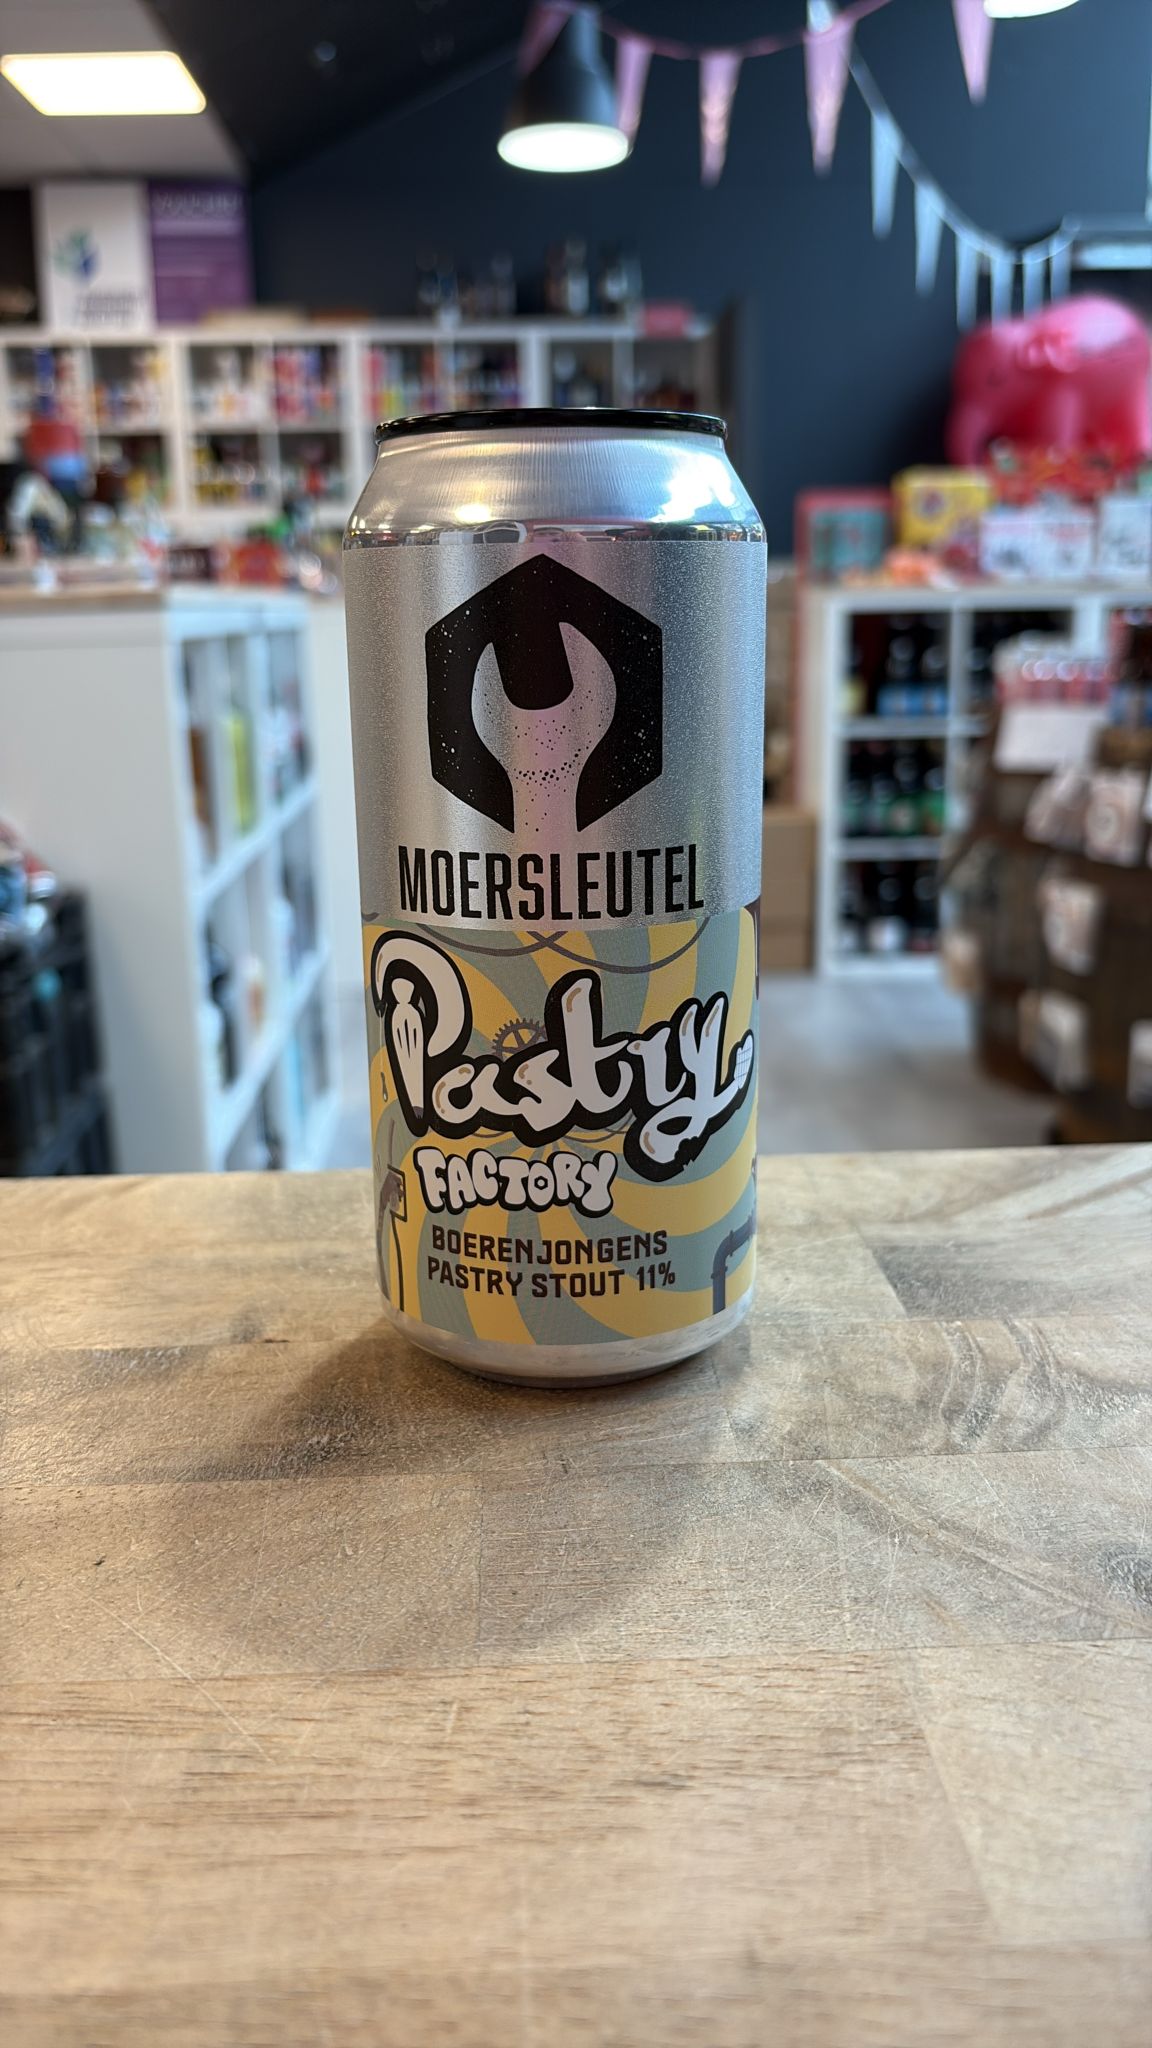 MOERSLEUTEL
Pastry
FACTORY
BOERENJONGENS
PASTRY STOUT 11%